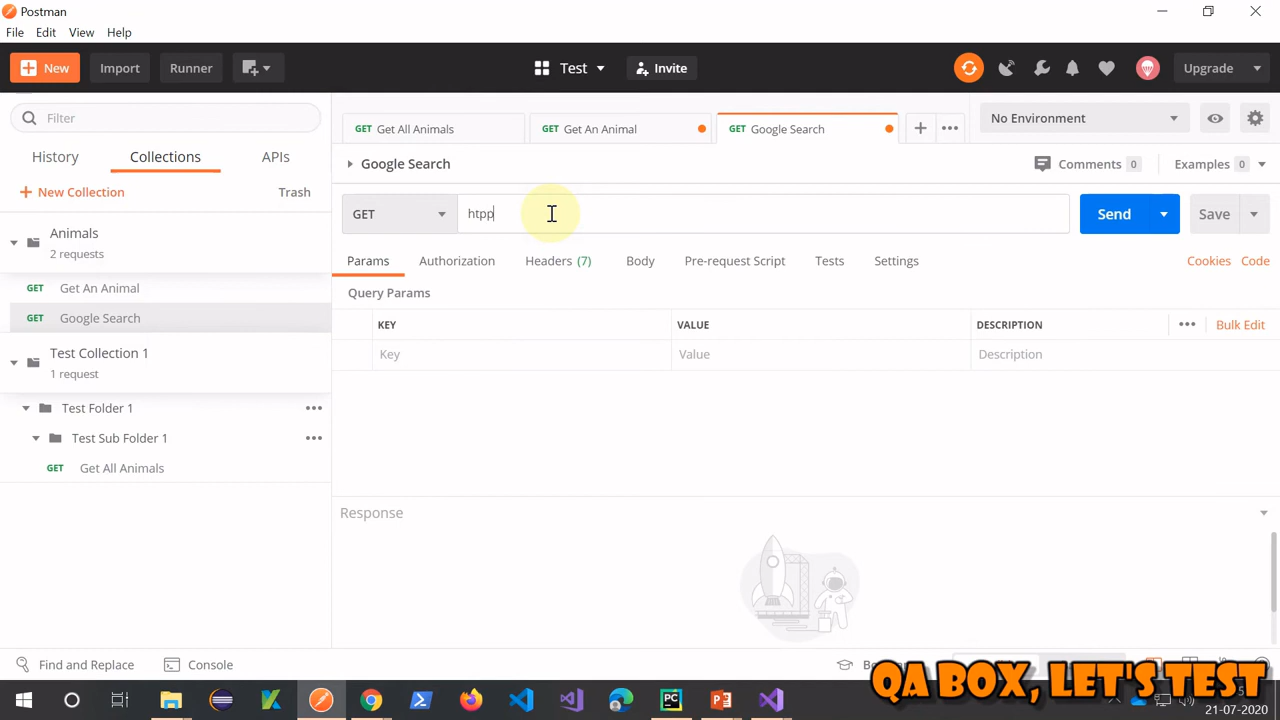 Postman
File Edit View Help
New Import Runner Test Invite Upgrade
Filter
History Collections APIs
New Collection Trash
Animals
2 requests
GET Get An Animal
GET Google Search
Test Collection 1
1 request
Test Folder 1
Test Sub Folder 1
GET Get All Animals
GET Get All Animals GET Get An Animal GET Google Search No Environment
Google Search Comments 0 Examples 0
GET htpp Send Save
Params Authorization Headers (7) Body Pre-request Script Tests Settings Cookies Code
Query Params
KEY VALUE DESCRIPTION Bulk Edit
Key Value Description
Response
Find and Replace Console
QA BOX, LET'S TEST
21-07-2020